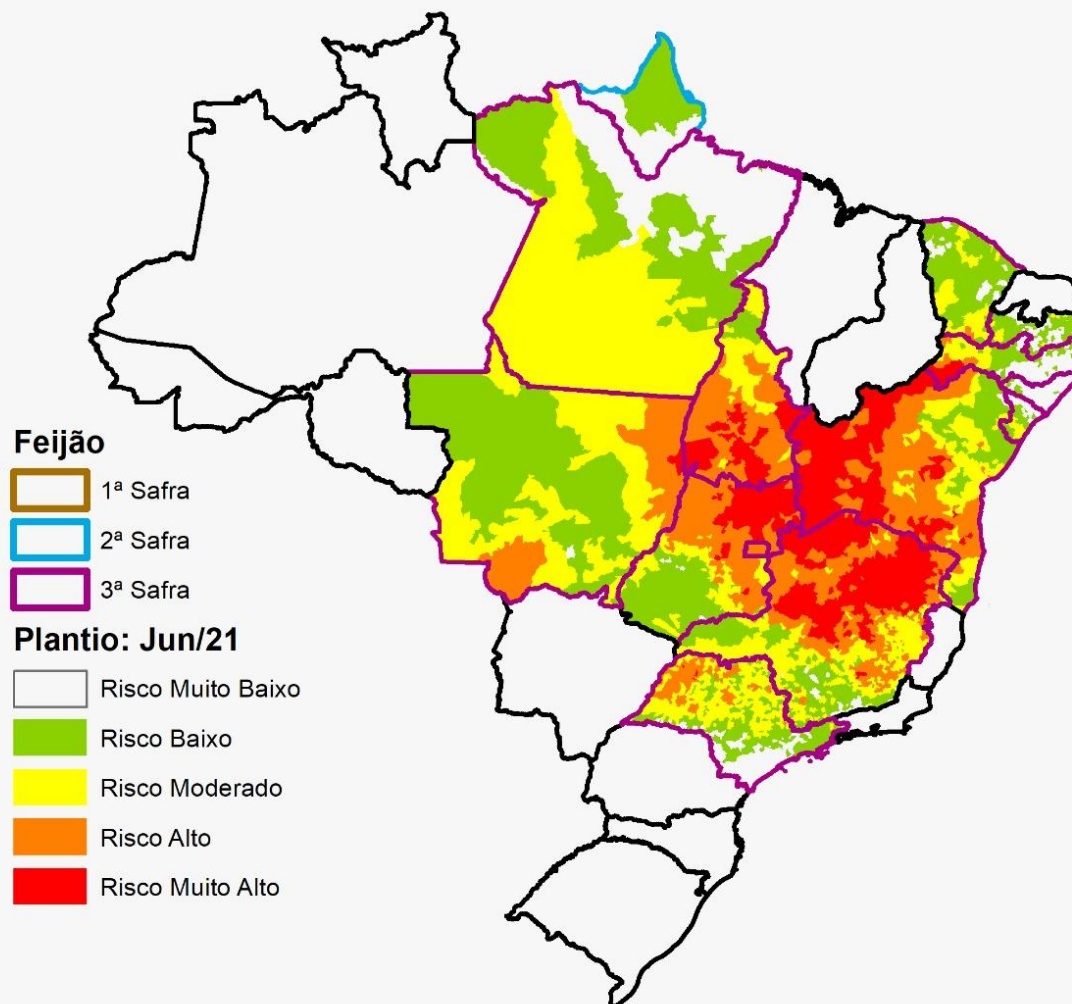 Feijão
1ª Safra
2ª Safra
3ª Safra
Plantio: Jun/21
Risco Muito Baixo
Risco Baixo
Risco Moderado
Risco Alto
Risco Muito Alto